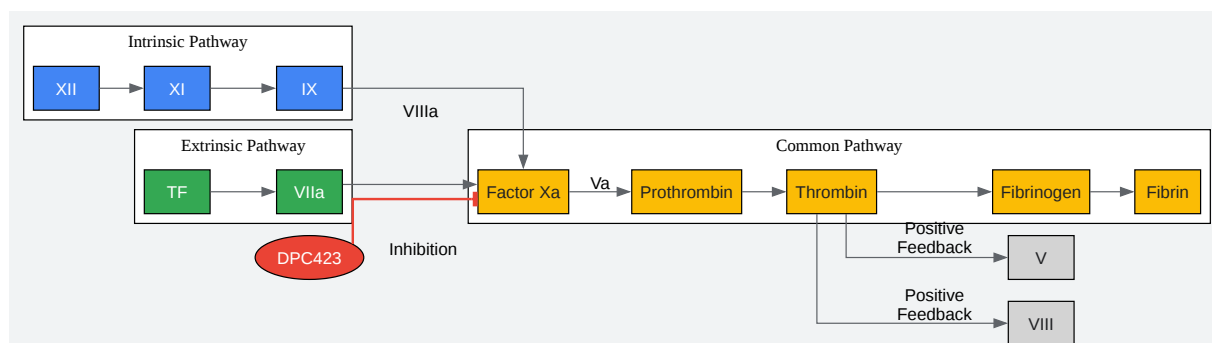 Intrinsic Pathway
XII
XI
IX
VIIIa
Extrinsic Pathway
TF
VIIa
Common Pathway
Factor Xa
Va
Prothrombin
Thrombin
Fibrinogen
Fibrin
DPC423
Inhibition
Positive
Feedback
V
Positive
Feedback
VIII